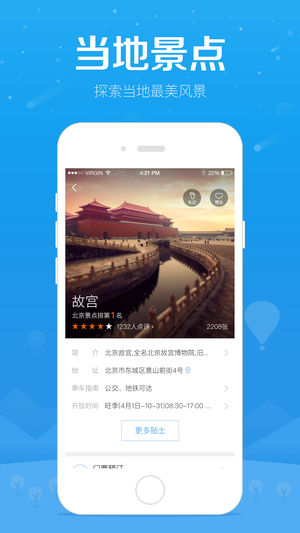 当地景点
探索当地最美风景
VIRGIN
4:21 PM
22%
去过
想去
故宫
北京景点排第1名
1232人点评
2208张
简 介 北京故宫,全名北京故宫博物院,旧...
地 址 北京市东城区景山前街4号
乘车指南 公交、地铁可达
开放时间 旺季(4月1日-10-31)08:30-17:00 ...
更多贴士